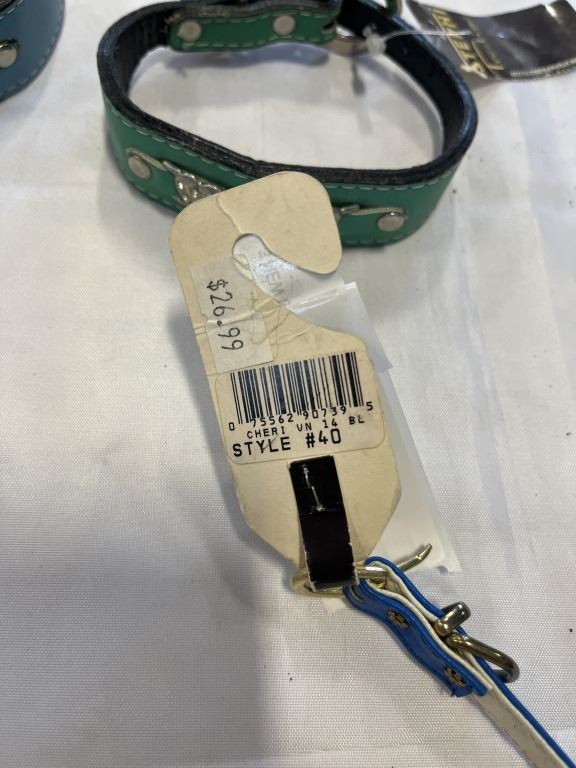 $26.99
0 75562 90739 5
CHERI VN 14 BL
STYLE #40